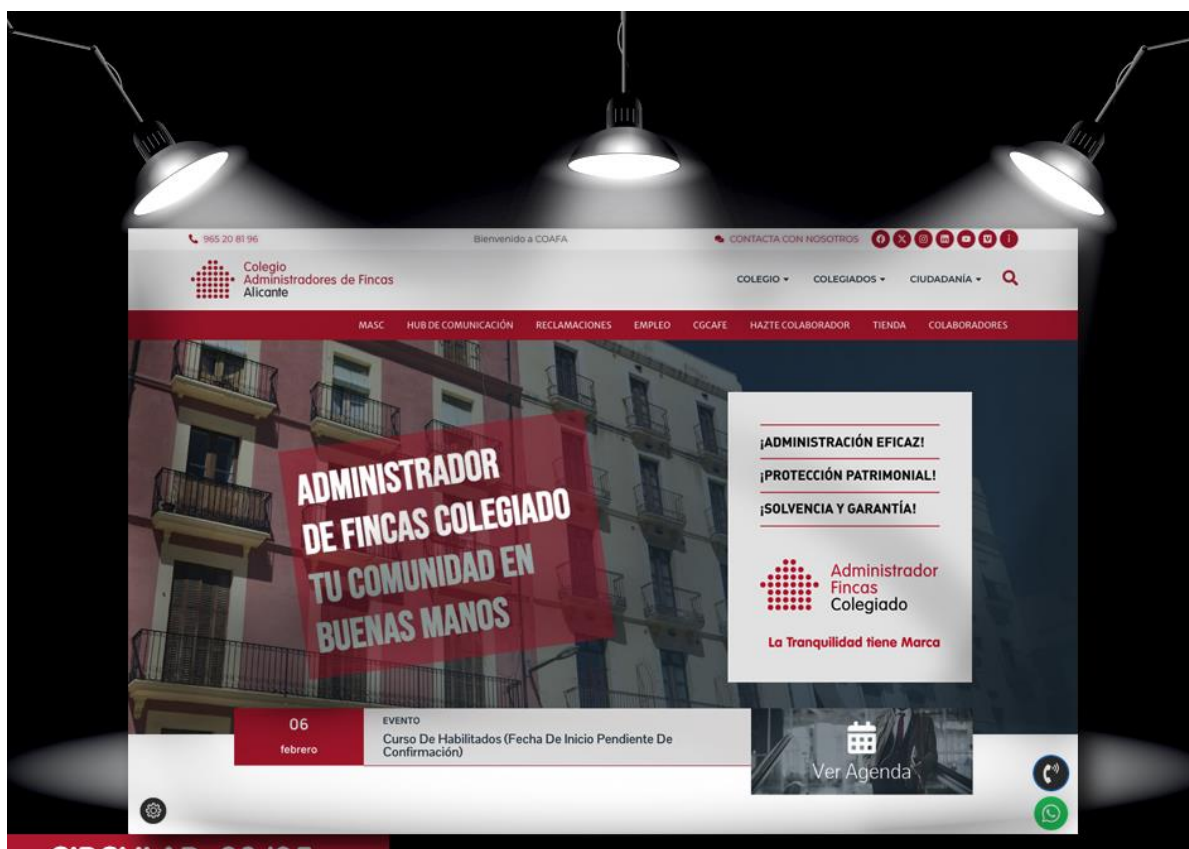 965 20 81 96
Bienvenido a COAFA
CONTACTA CON NOSOTROS
Colegio
Administradores de Fincas
Alicante
COLEGIO
COLEGIADOS
CIUDADANÍA
MASC
HUB DE COMUNICACIÓN
RECLAMACIONES
EMPLEO
CGCAFE
HAZTE COLABORADOR
TIENDA
COLABORADORES
ADMINISTRADOR
DE FINCAS COLEGIADO
TU COMUNIDAD EN
BUENAS MANOS
¡ADMINISTRACIÓN EFICAZ!
¡PROTECCIÓN PATRIMONIAL!
¡SOLVENCIA Y GARANTÍA!
Administrador
Fincas
Colegiado
La Tranquilidad tiene Marca
06
febrero
EVENTO
Curso De Habilitados (Fecha De Inicio Pendiente De
Confirmación)
Ver Agenda